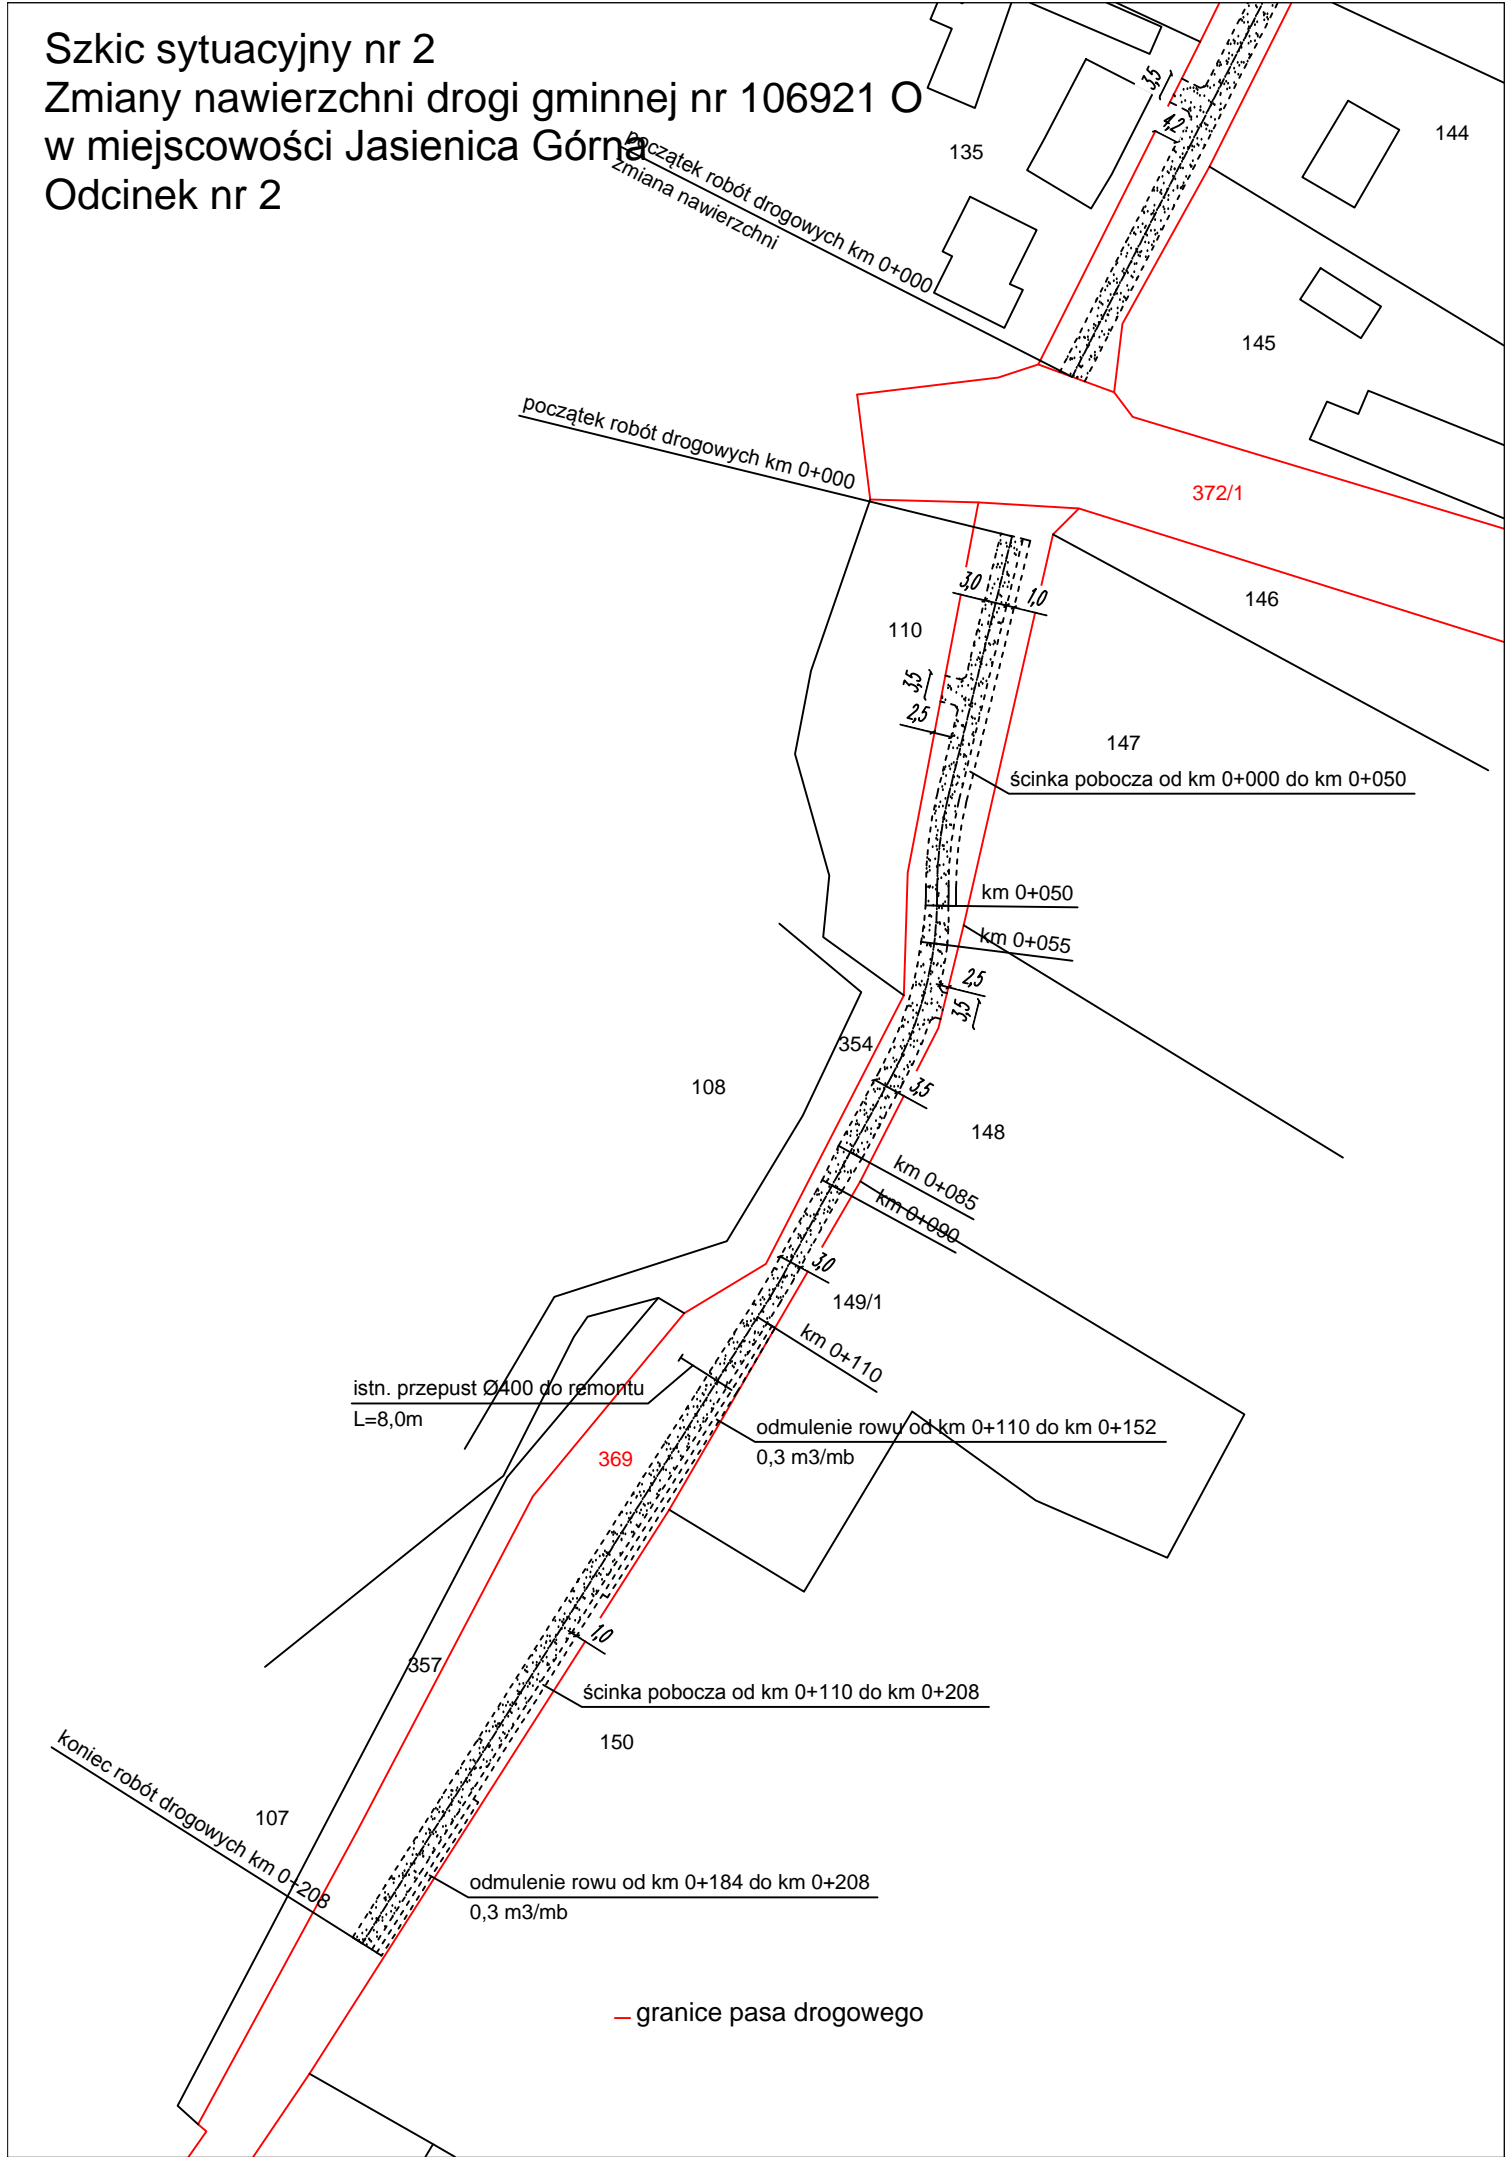 Szkic sytuacyjny nr 2
Zmiany nawierzchni drogi gminnej nr 106921 O
w miejscowości Jasienica Górna
Odcinek nr 2
początek robót drogowych km 0+000
zmiana nawierzchni
135
3,5
4,2
144
145
początek robót drogowych km 0+000
372/1
3,0
1,0
146
110
3,5
2,5
147
ścinka pobocza od km 0+000 do km 0+050
km 0+050
km 0+055
2,5
3,5
354
108
3,5
148
km 0+085
km 0+090
3,0
149/1
km 0+110
istn. przepust Ø400 do remontu
L=8,0m
odmulenie rowu od km 0+110 do km 0+152
0,3 m3/mb
369
1,0
357
ścinka pobocza od km 0+110 do km 0+208
150
koniec robót drogowych km 0+208
107
odmulenie rowu od km 0+184 do km 0+208
0,3 m3/mb
granice pasa drogowego